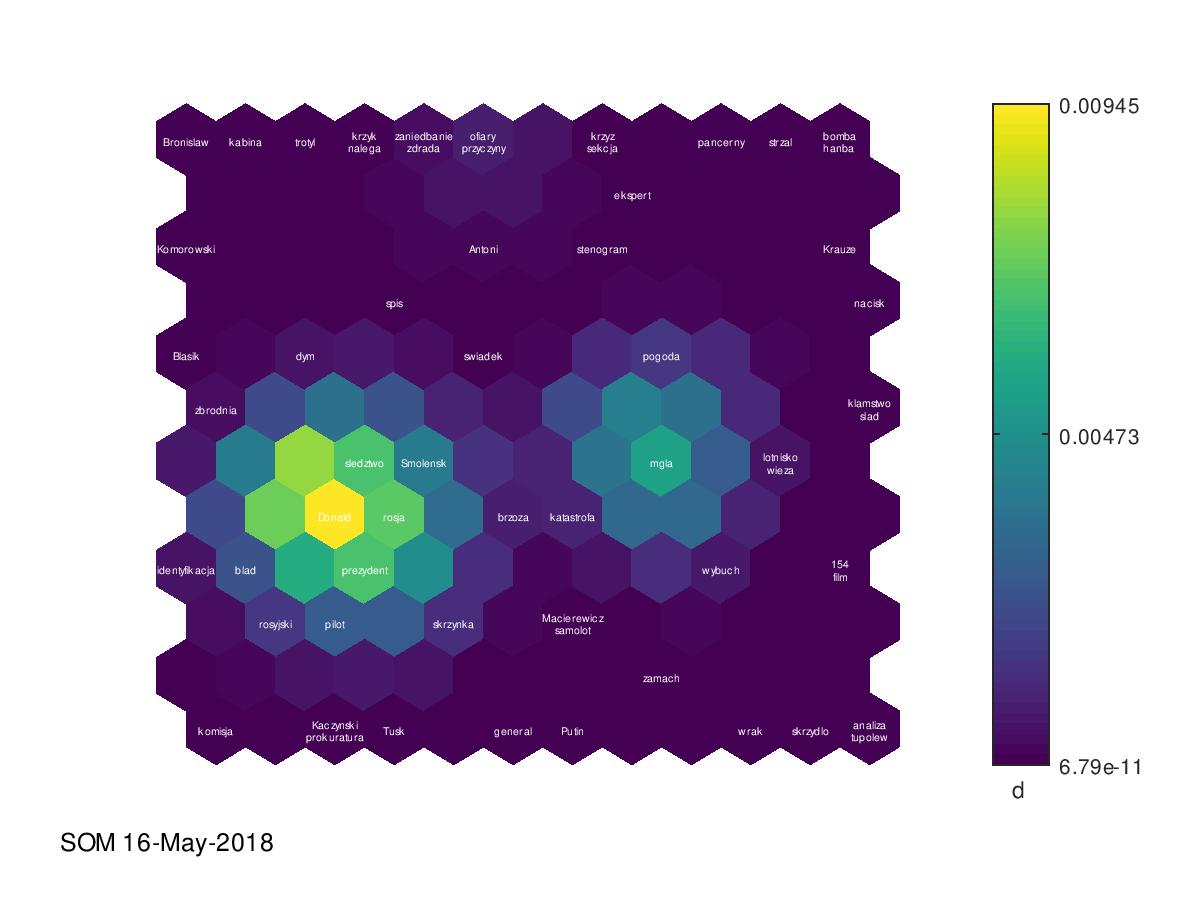 0.00945
Bronislaw kabina trotyl krzyk zaniedbanie ofiary krzyz pancerny strzal bomba
nalega zdrada przyczyny sekcja hanba
ekspert
Komorowski Antoni stenogram Krauze
spis nacisk
Blasik dym swiadek pogoda
zbrodnia klamstwo
slad
0.00473
sledztwo Smolensk mgla lotnisko
wieza
Donald rosja brzoza katastrofa
identyfikacja blad prezydent wybuch 154
film
rosyjski pilot skrzynka Macierewicz
samolot
zamach
komisja Kaczynski Tusk general Putin wrak skrzydlo analiza
prokuratura tupolew
6.79e-11
d
SOM 16-May-2018